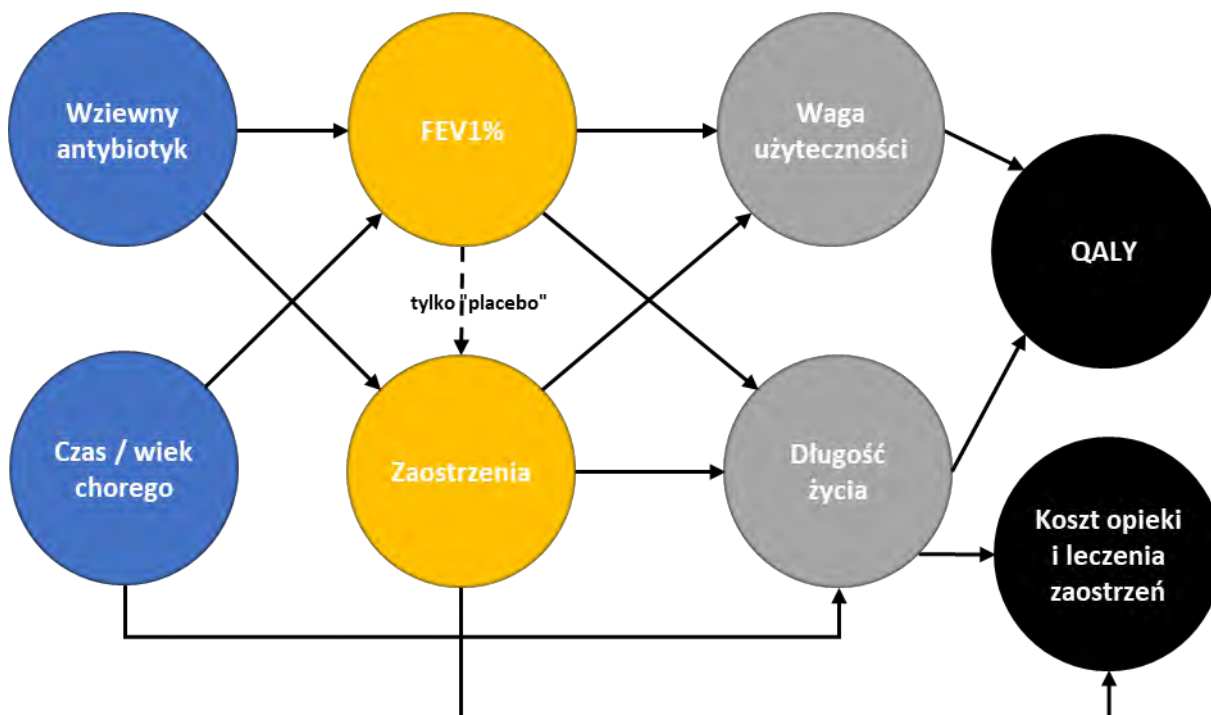 Wziewny
antybiotyk
FEV1%
Waga
użyteczności
QALY
tylko "placebo"
Czas / wiek
chorego
Zaostrzenia
Długość
życia
Koszt opieki
i leczenia
zaostrzeń